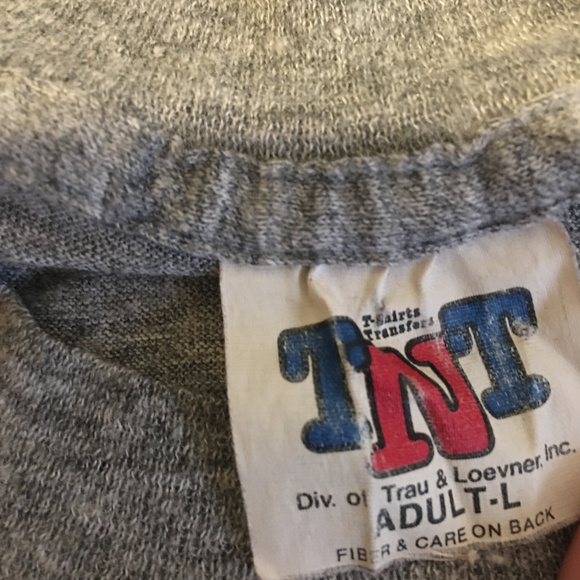 T-Shirts
Transfers
TNT
Div. of Trau & Loevner, Inc.
ADULT-L
FIBER & CARE ON BACK